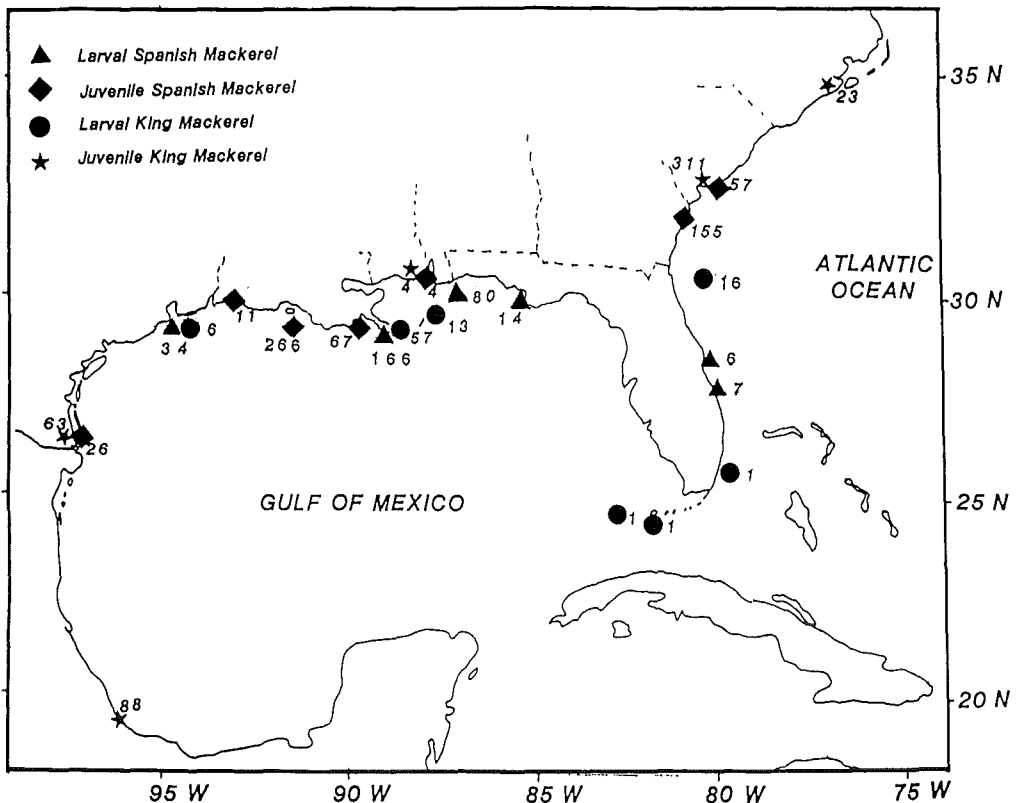 Larval Spanish Mackerel
Juvenile Spanish Mackerel
Larval King Mackerel
Juvenile King Mackerel
35 N
23
311
57
155
ATLANTIC
OCEAN
16
30 N
4
4
80
14
13
11
6
34
266
67
57
166
6
7
63
26
1
GULF OF MEXICO
25 N
1
1
88
20 N
95 W
90 W
85 W
80 W
75 W